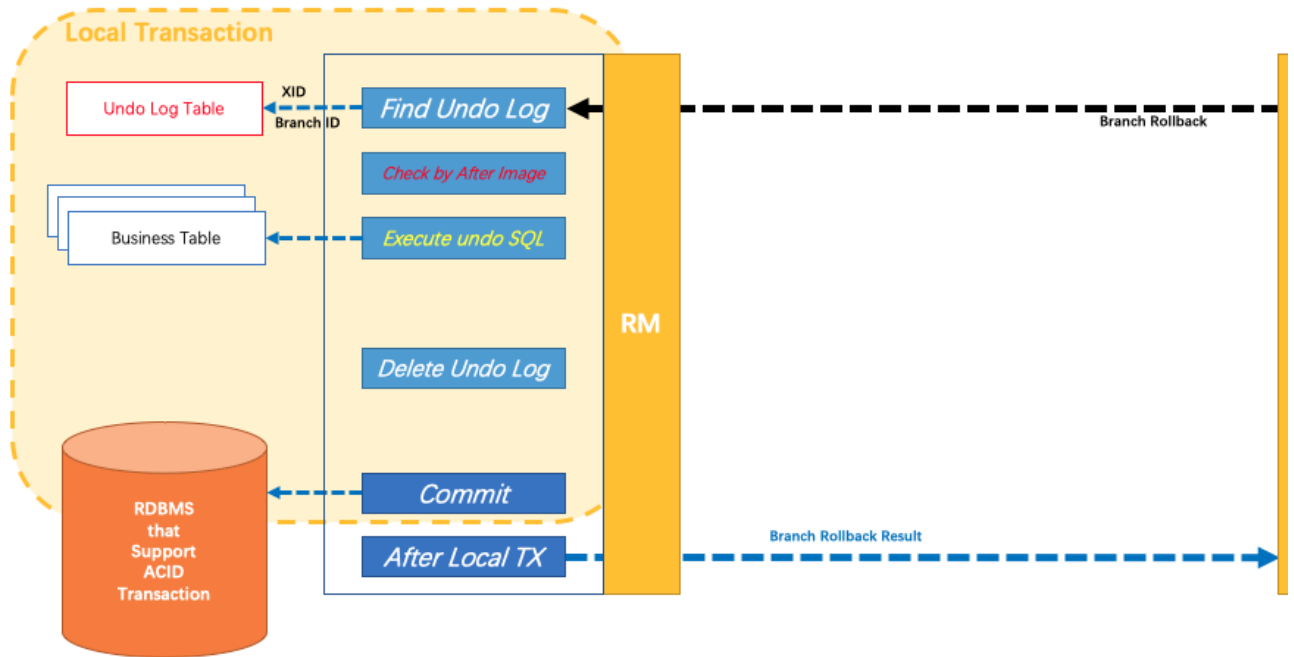 Local Transaction
Undo Log Table
XID
Branch ID
Find Undo Log
Branch Rollback
Check by After Image
Business Table
Execute undo SQL
RM
Delete Undo Log
Commit
RDBMS
that
Support
ACID
Transaction
After Local TX
Branch Rollback Result